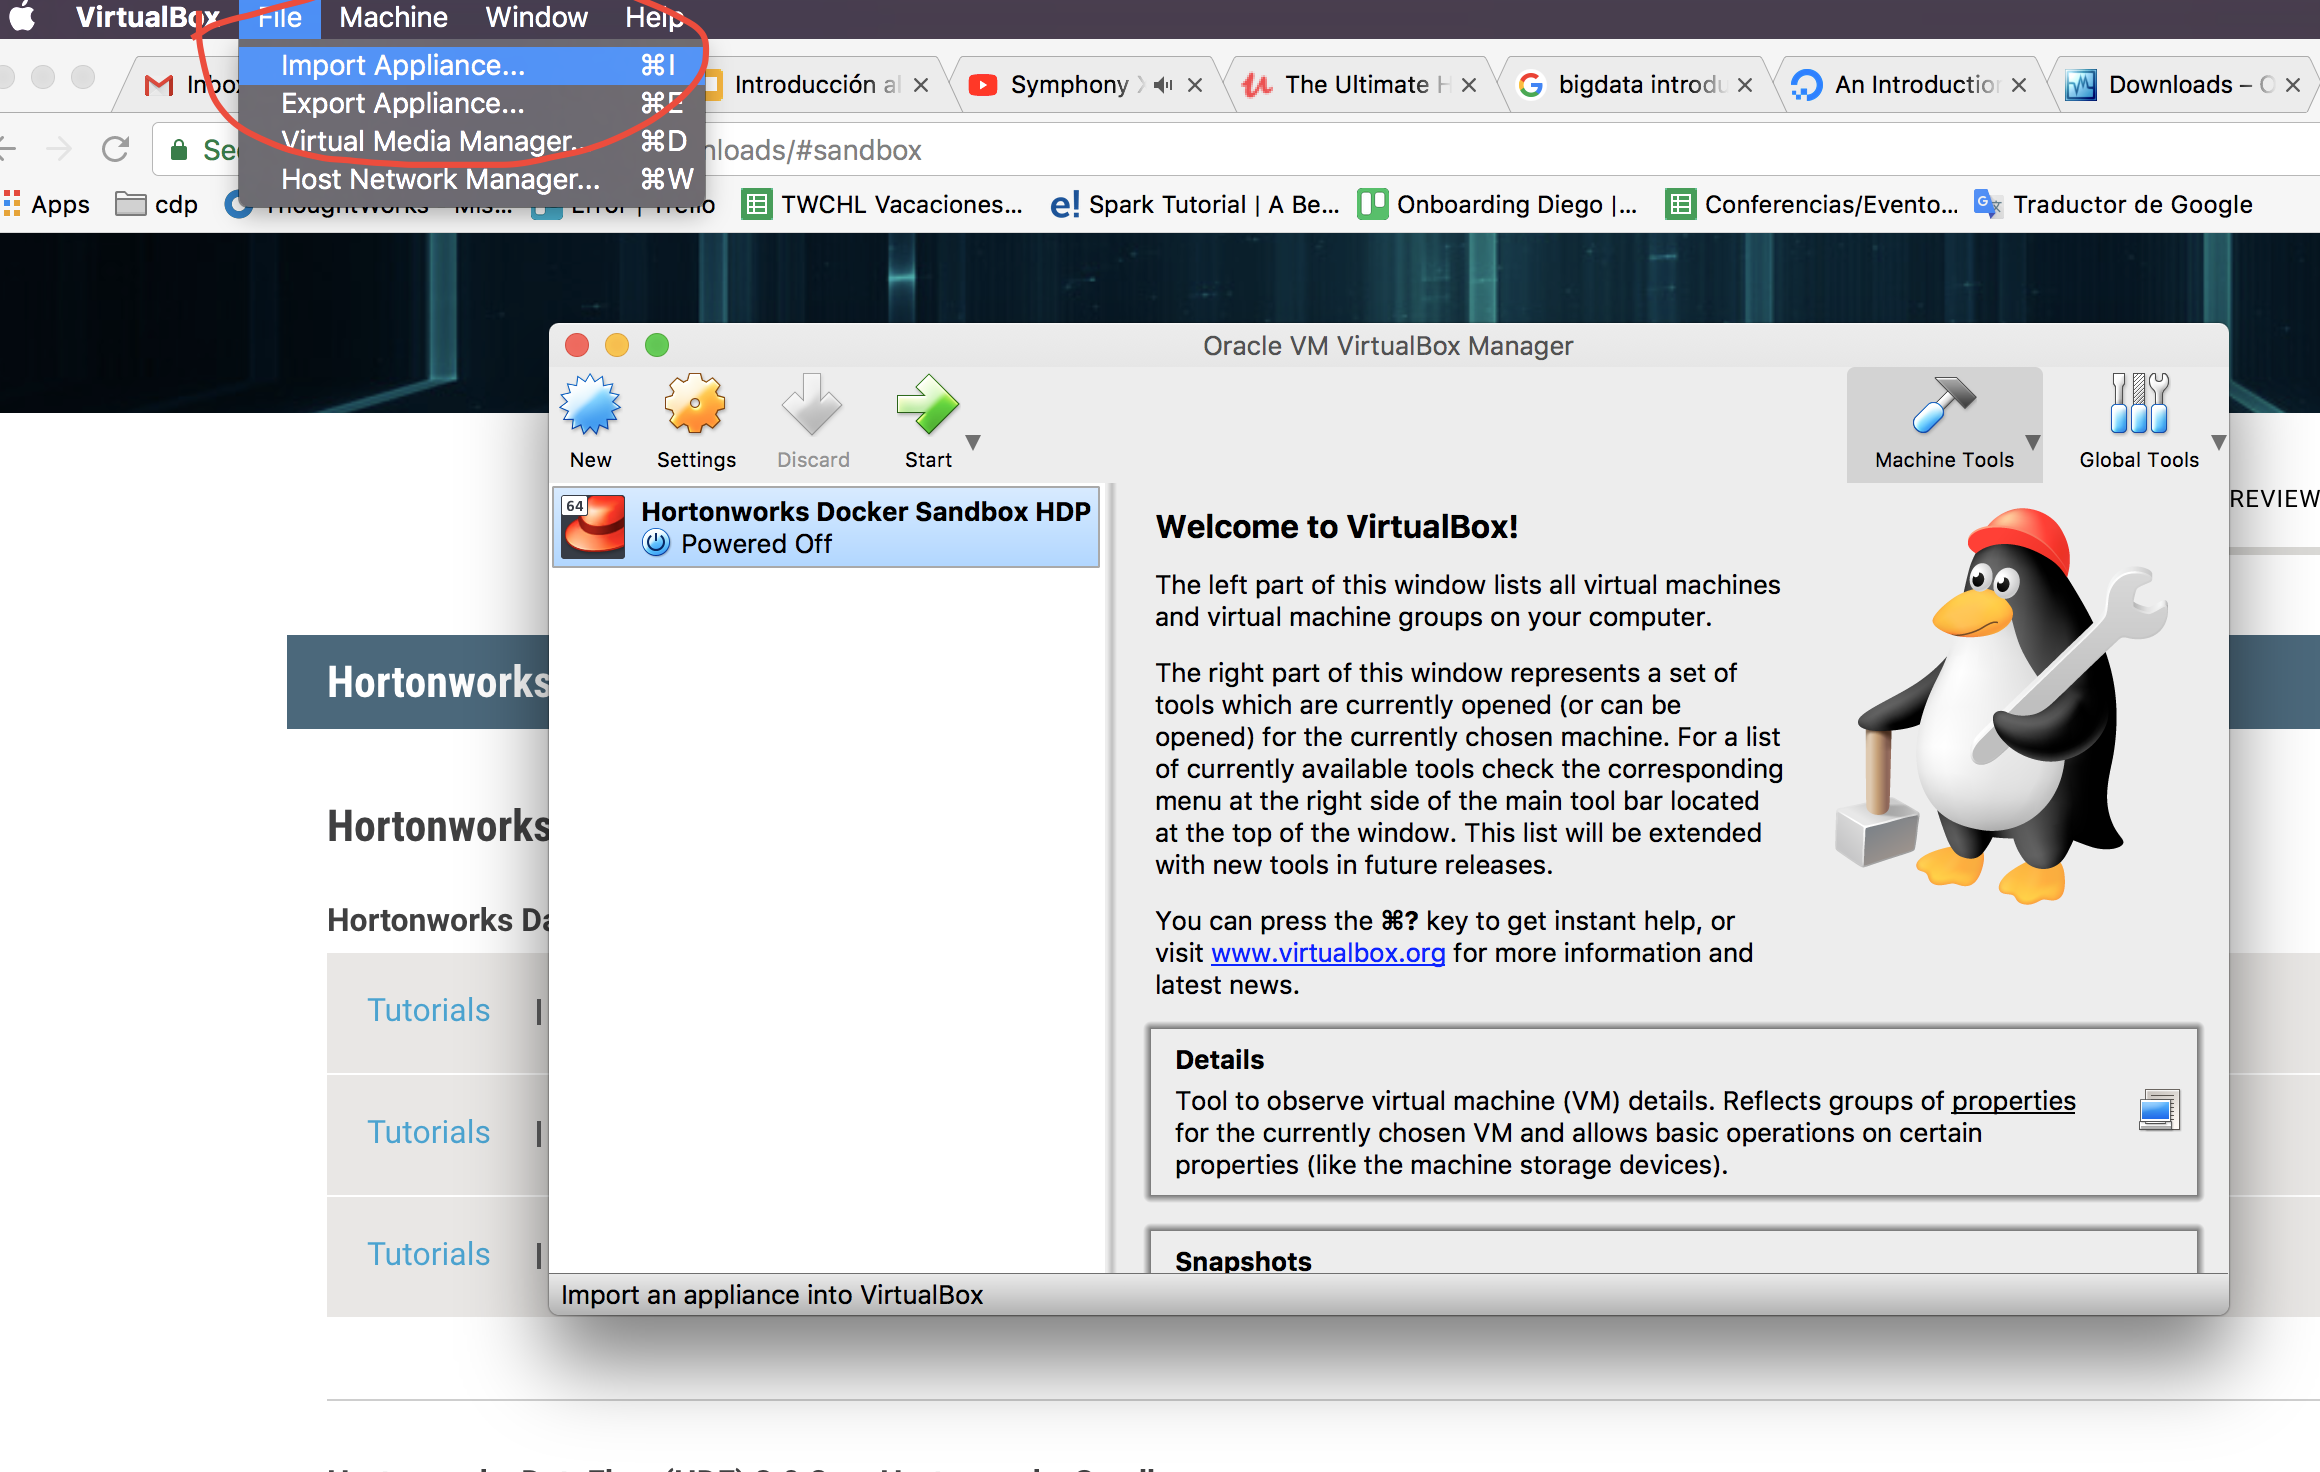 VirtualBox File Machine Window Help
Import Appliance... ⌘I
Export Appliance... ⌘E
Virtual Media Manager... ⌘D
Host Network Manager... ⌘W
Inbox
Introducción al
Symphony X
The Ultimate H
bigdata introdu
An Introduction
Downloads – O
nloads/#sandbox
Apps
cdp
ThoughtWorks
Error | Trello
TWCHL Vacaciones...
e! Spark Tutorial | A Be...
Onboarding Diego |...
Conferencias/Evento...
Traductor de Google
Oracle VM VirtualBox Manager
New Settings Discard Start Machine Tools Global Tools
REVIEW
64
Hortonworks Docker Sandbox HDP
Powered Off
Welcome to VirtualBox!
The left part of this window lists all virtual machines
and virtual machine groups on your computer.
The right part of this window represents a set of
tools which are currently opened (or can be
opened) for the currently chosen machine. For a list
of currently available tools check the corresponding
menu at the right side of the main tool bar located
at the top of the window. This list will be extended
with new tools in future releases.
You can press the ⌘? key to get instant help, or
visit www.virtualbox.org for more information and
latest news.
Details
Tool to observe virtual machine (VM) details. Reflects groups of properties
for the currently chosen VM and allows basic operations on certain
properties (like the machine storage devices).
Snapshots
Import an appliance into VirtualBox
Hortonworks
Hortonworks
Hortonworks Da
Tutorials |
Tutorials |
Tutorials |